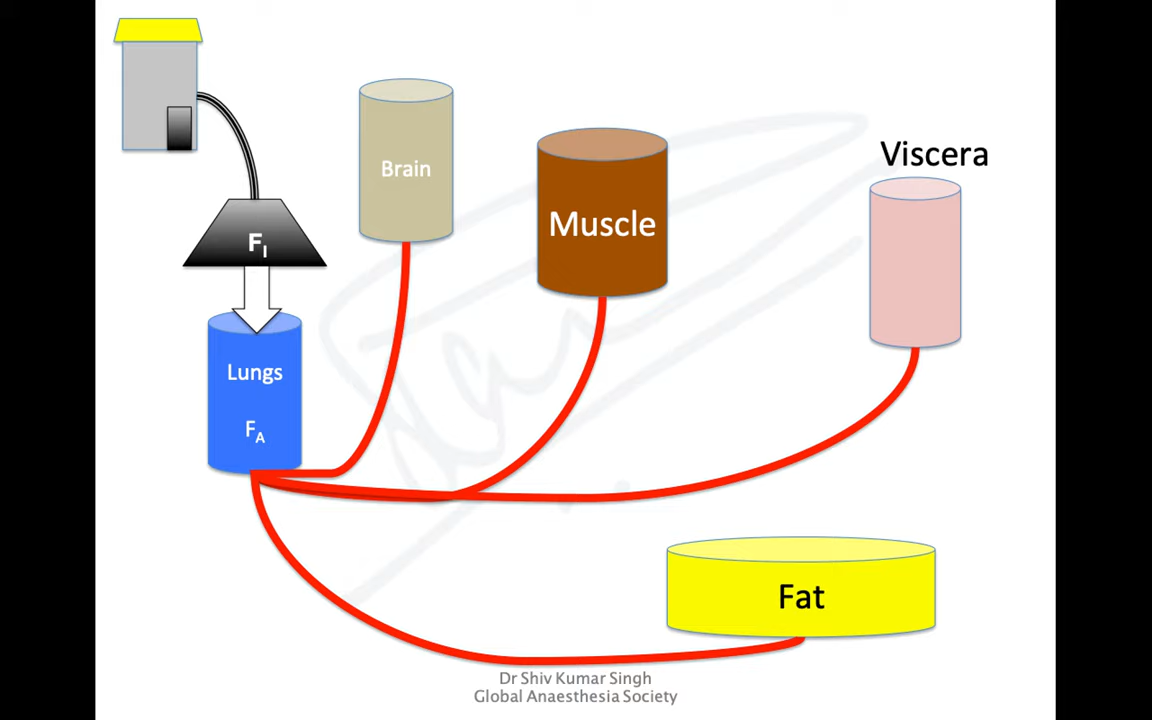 Viscera
Brain
Muscle
FI
Lungs
FA
Fat
Dr Shiv Kumar Singh
Global Anaesthesia Society